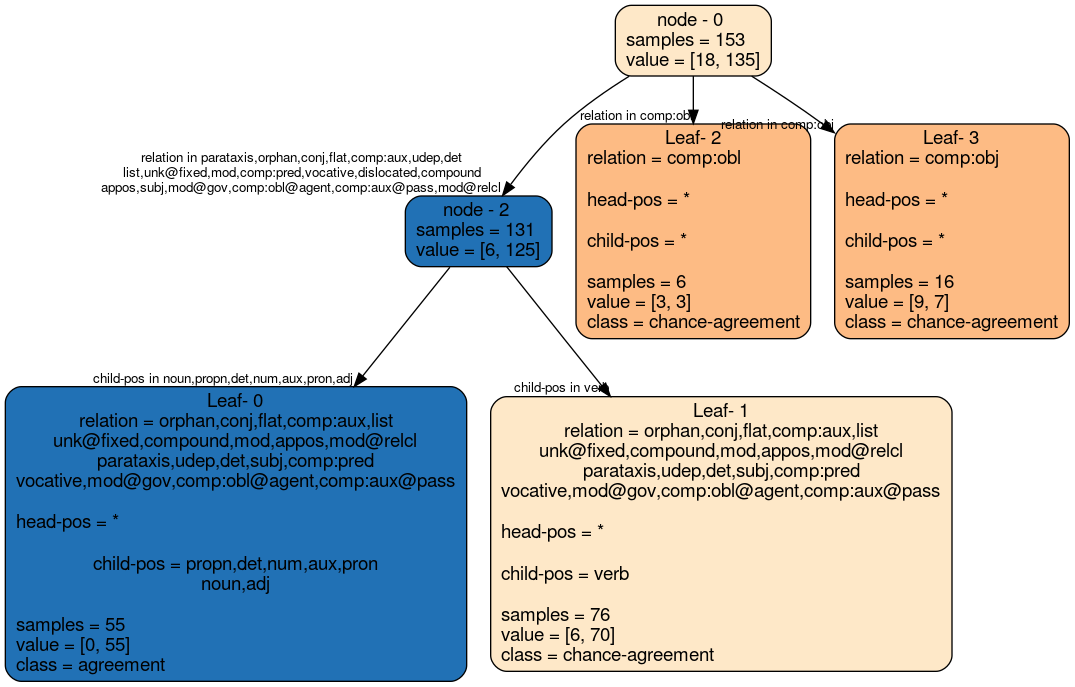 node - 0
samples = 153
value = [18, 135]
relation in comp:obl
relation in comp:obj
relation in parataxis,orphan,conj,flat,comp:aux,udep,det
list,unk@fixed,mod,comp:pred,vocative,dislocated,compound
appos,subj,mod@gov,comp:obl@agent,comp:aux@pass,mod@relcl
Leaf- 2
relation = comp:obl
head-pos = *
child-pos = *
samples = 6
value = [3, 3]
class = chance-agreement
Leaf- 3
relation = comp:obj
head-pos = *
child-pos = *
samples = 16
value = [9, 7]
class = chance-agreement
node - 2
samples = 131
value = [6, 125]
child-pos in noun,propn,det,num,aux,pron,adj
child-pos in verb
Leaf- 0
relation = orphan,conj,flat,comp:aux,list
unk@fixed,compound,mod,appos,mod@relcl
parataxis,udep,det,subj,comp:pred
vocative,mod@gov,comp:obl@agent,comp:aux@pass
head-pos = *
child-pos = propn,det,num,aux,pron
noun,adj
samples = 55
value = [0, 55]
class = agreement
Leaf- 1
relation = orphan,conj,flat,comp:aux,list
unk@fixed,compound,mod,appos,mod@relcl
parataxis,udep,det,subj,comp:pred
vocative,mod@gov,comp:obl@agent,comp:aux@pass
head-pos = *
child-pos = verb
samples = 76
value = [6, 70]
class = chance-agreement